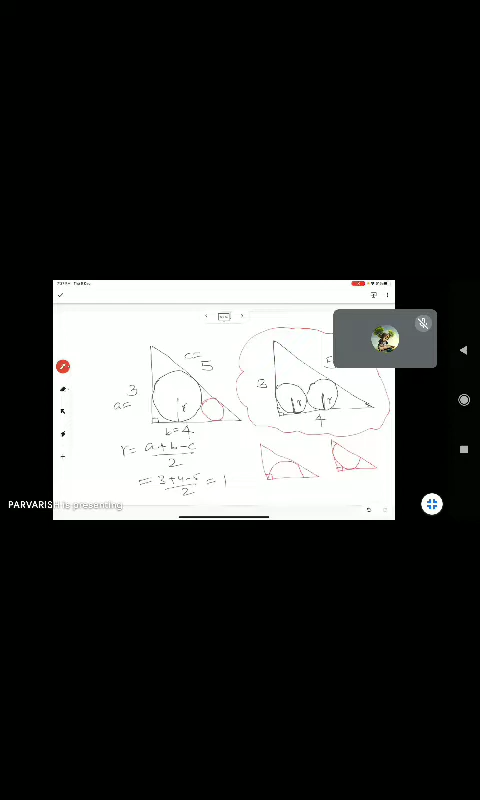 c=
5
3
a=
r
b=4
r = a+b-c
2
= 3+4-5 = 1
2
3
r
r
4
PARVARISH is presenting